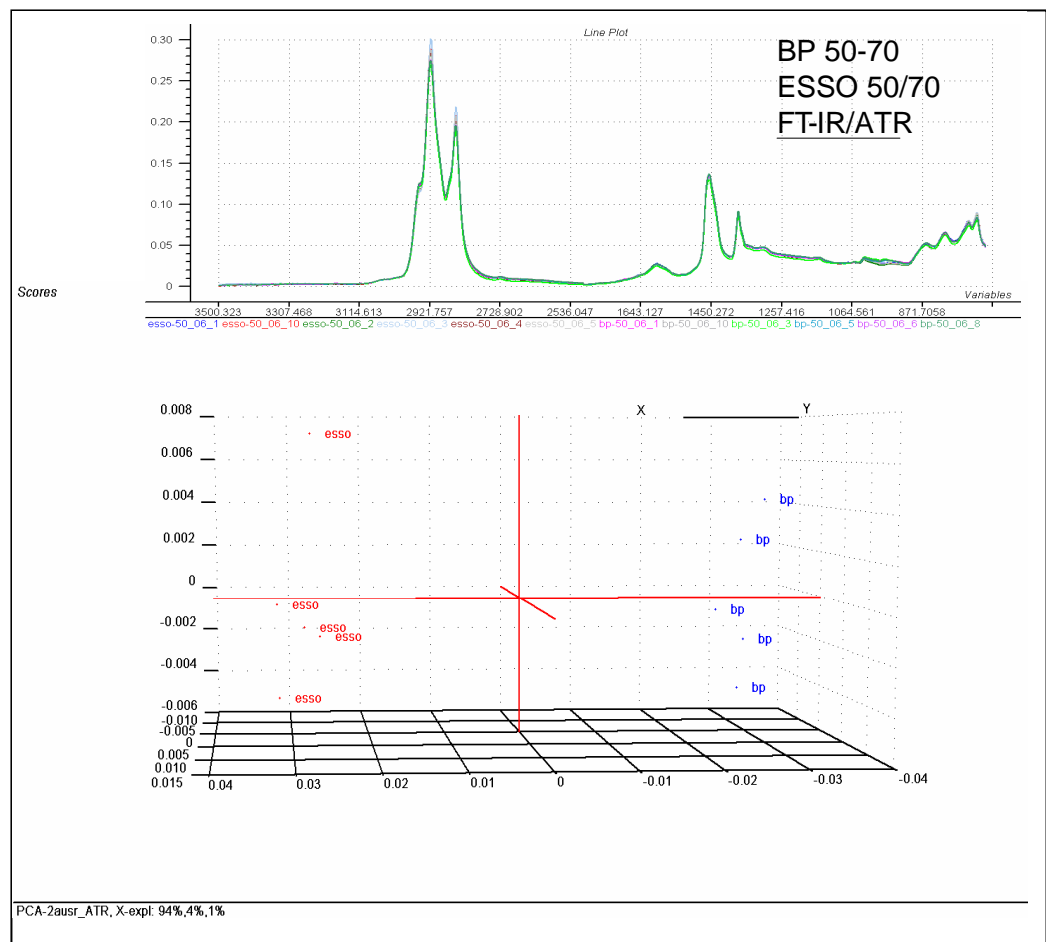 Line Plot
BP 50-70
ESSO 50/70
FT-IR/ATR
0.30
0.25
0.20
0.15
0.10
0.05
0
Scores
Variables
3500.323 3307.468 3114.613 2921.757 2728.902 2536.047 2343.192 1643.127 1450.272 1257.416 1064.561 871.7058
esso-50_06_1 esso-50_06_10 esso-50_06_2 esso-50_06_3 esso-50_06_4 esso-50_06_5 bp-50_06_1 bp-50_06_10 bp-50_06_3 bp-50_06_5 bp-50_06_6 bp-50_06_8
X Y
0.008
esso
0.006
0.004
bp
0.002
bp
0
esso
bp
-0.002
esso
esso
bp
-0.004
bp
esso
-0.006
-0.010
-0.005
0
0.005
0.010
0.015
0.04 0.03 0.02 0.01 0 -0.01 -0.02 -0.03 -0.04
PCA-2ausr_ATR, X-expl: 94%,4%,1%